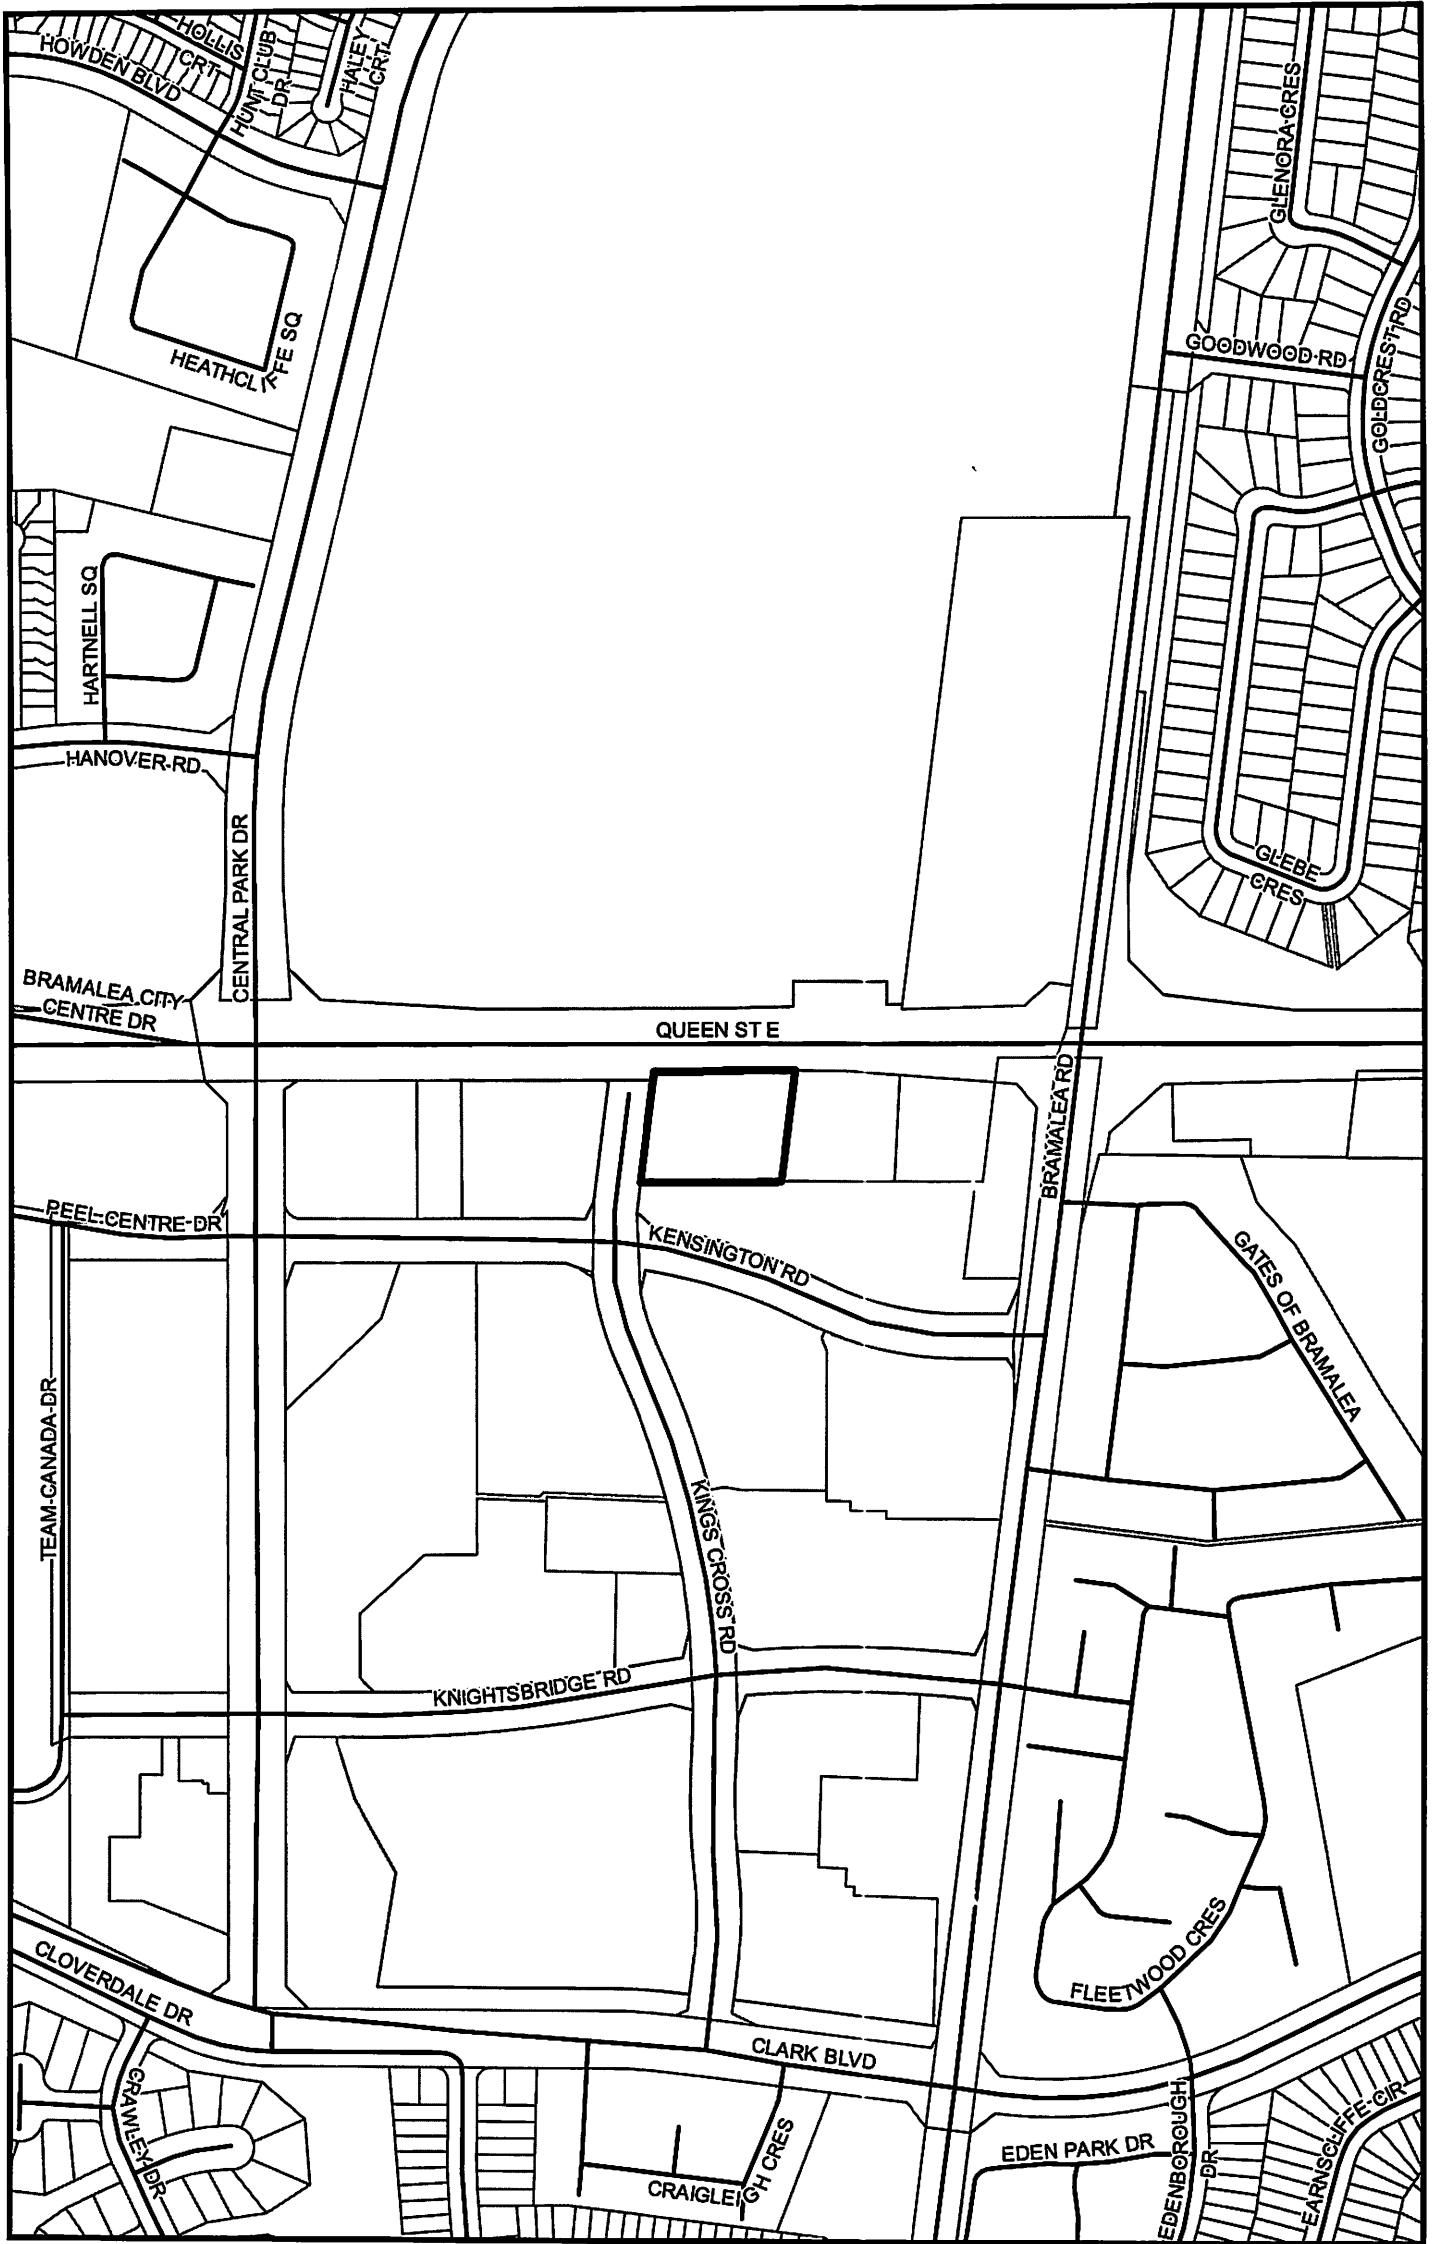 HOLLIS
CRT
HOWDEN BLVD
HUNT CLUB
DR
HALEY
CRT
GLENORA CRES
HEATHCLIFFE SQ
GOODWOOD RD
GOLDCREST RD
HARTNELL SQ
HANOVER RD
CENTRAL PARK DR
GLEBE
CRES
BRAMALEA CITY
CENTRE DR
QUEEN ST E
BRAMALEA RD
PEEL CENTRE DR
KENSINGTON RD
GATES OF BRAMALEA
TEAM CANADA DR
KINGS CROSS RD
KNIGHTSBRIDGE RD
FLEETWOOD CRES
CLOVERDALE DR
CLARK BLVD
CRAWLEY DR
CRAIGLEIGH CRES
EDEN PARK DR
EDENBOROUGH
DR
EARNSCLIFFE CIR